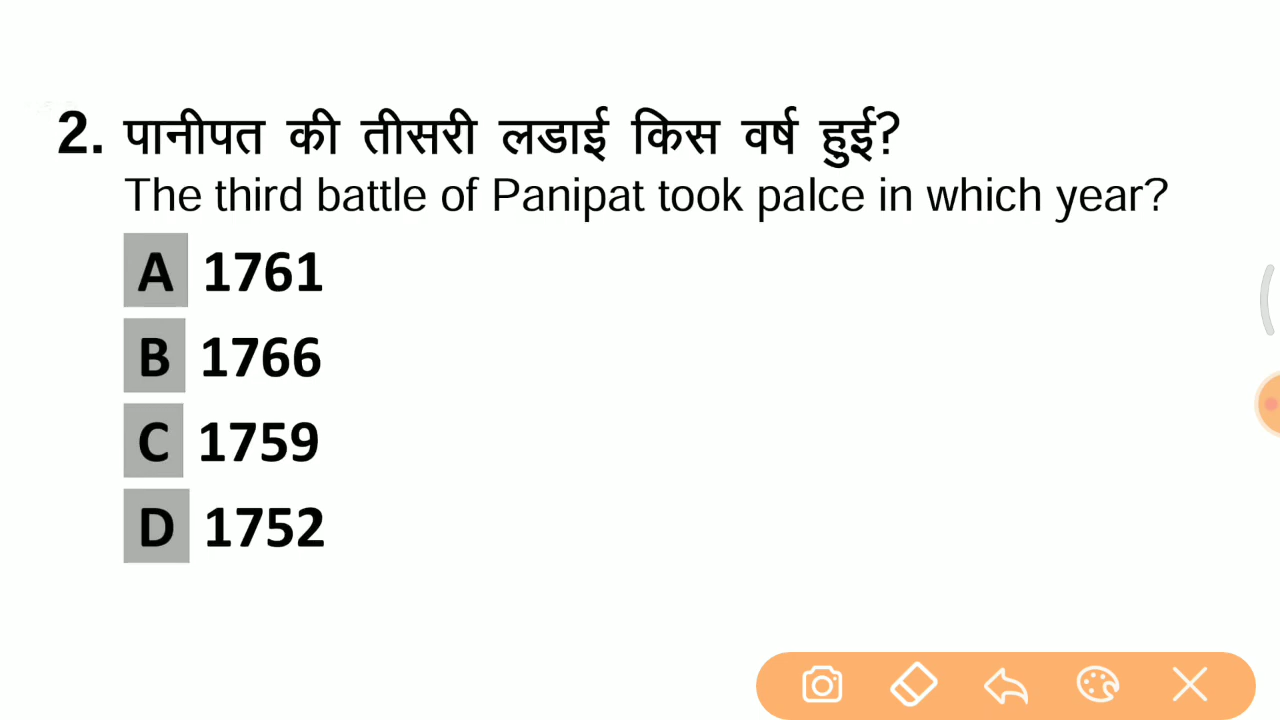 2. पानीपत की तीसरी लडाई किस वर्ष हुई?
The third battle of Panipat took palce in which year?
A 1761
B 1766
C 1759
D 1752